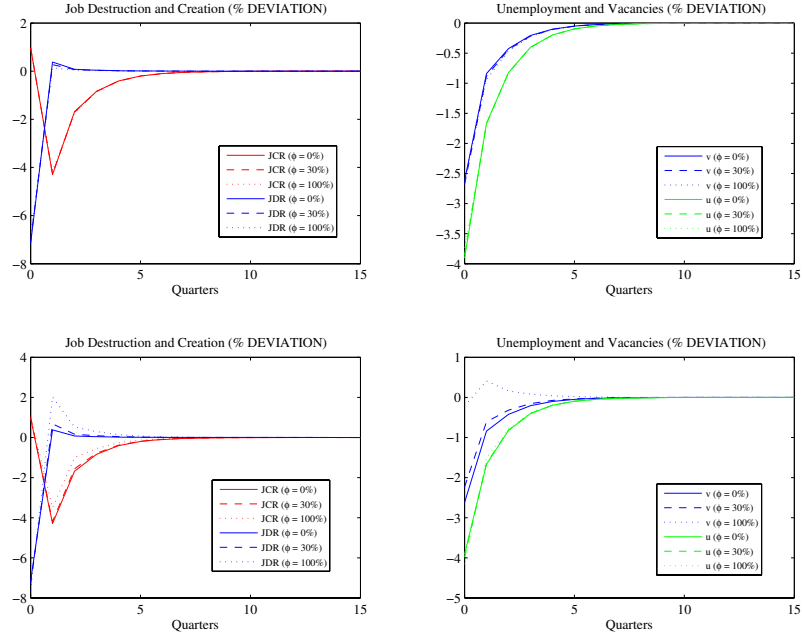 Job Destruction and Creation (% DEVIATION)
2
0
−2
−4
−6
−8
0
5
10
15
Quarters
JCR (ϕ = 0%)
JCR (ϕ = 30%)
JCR (ϕ = 100%)
JDR (ϕ = 0%)
JDR (ϕ = 30%)
JDR (ϕ = 100%)
Unemployment and Vacancies (% DEVIATION)
0
−0.5
−1
−1.5
−2
−2.5
−3
−3.5
−4
0
5
10
15
Quarters
v (ϕ = 0%)
v (ϕ = 30%)
v (ϕ = 100%)
u (ϕ = 0%)
u (ϕ = 30%)
u (ϕ = 100%)
Job Destruction and Creation (% DEVIATION)
4
2
0
−2
−4
−6
−8
0
5
10
15
Quarters
JCR (ϕ = 0%)
JCR (ϕ = 30%)
JCR (ϕ = 100%)
JDR (ϕ = 0%)
JDR (ϕ = 30%)
JDR (ϕ = 100%)
Unemployment and Vacancies (% DEVIATION)
1
0
−1
−2
−3
−4
−5
0
5
10
15
Quarters
v (ϕ = 0%)
v (ϕ = 30%)
v (ϕ = 100%)
u (ϕ = 0%)
u (ϕ = 30%)
u (ϕ = 100%)